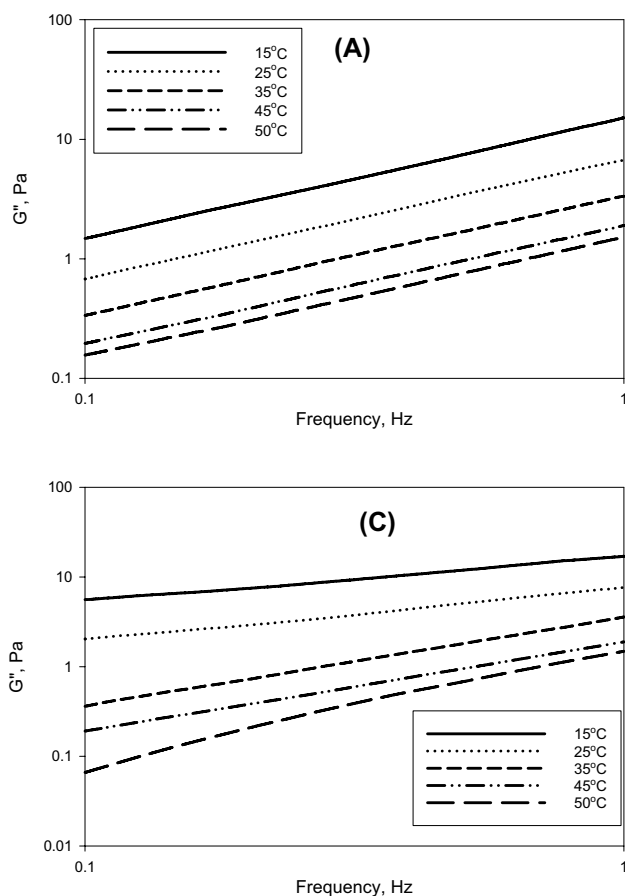 100
(A)
15°C
25°C
35°C
45°C
50°C
10
G", Pa
1
0.1
0.1
1
Frequency, Hz
100
(C)
10
G", Pa
1
0.1
15°C
25°C
35°C
45°C
50°C
0.01
0.1
1
Frequency, Hz